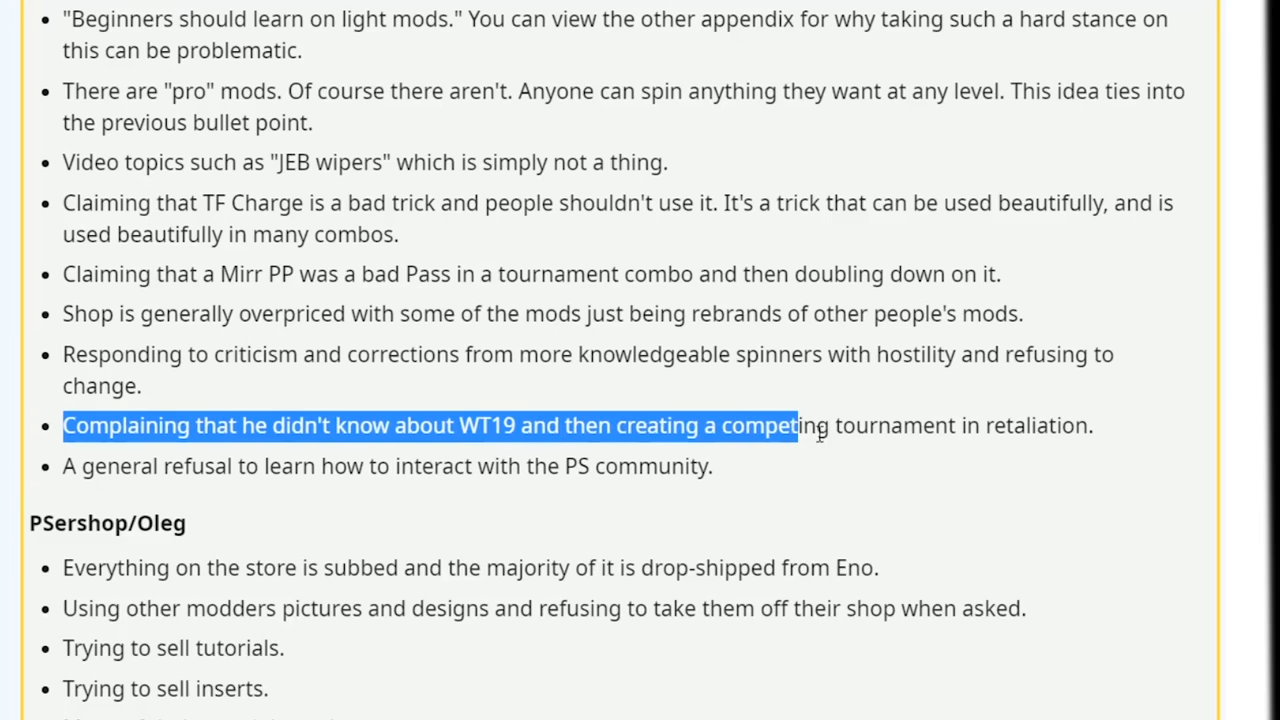 "Beginners should learn on light mods." You can view the other appendix for why taking such a hard stance on
this can be problematic.
There are "pro" mods. Of course there aren't. Anyone can spin anything they want at any level. This idea ties into
the previous bullet point.
Video topics such as "JEB wipers" which is simply not a thing.
Claiming that TF Charge is a bad trick and people shouldn't use it. It's a trick that can be used beautifully, and is
used beautifully in many combos.
Claiming that a Mirr PP was a bad Pass in a tournament combo and then doubling down on it.
Shop is generally overpriced with some of the mods just being rebrands of other people's mods.
Responding to criticism and corrections from more knowledgeable spinners with hostility and refusing to
change.
Complaining that he didn't know about WT19 and then creating a competing tournament in retaliation.
A general refusal to learn how to interact with the PS community.
PSershop/Oleg
Everything on the store is subbed and the majority of it is drop-shipped from Eno.
Using other modders pictures and designs and refusing to take them off their shop when asked.
Trying to sell tutorials.
Trying to sell inserts.